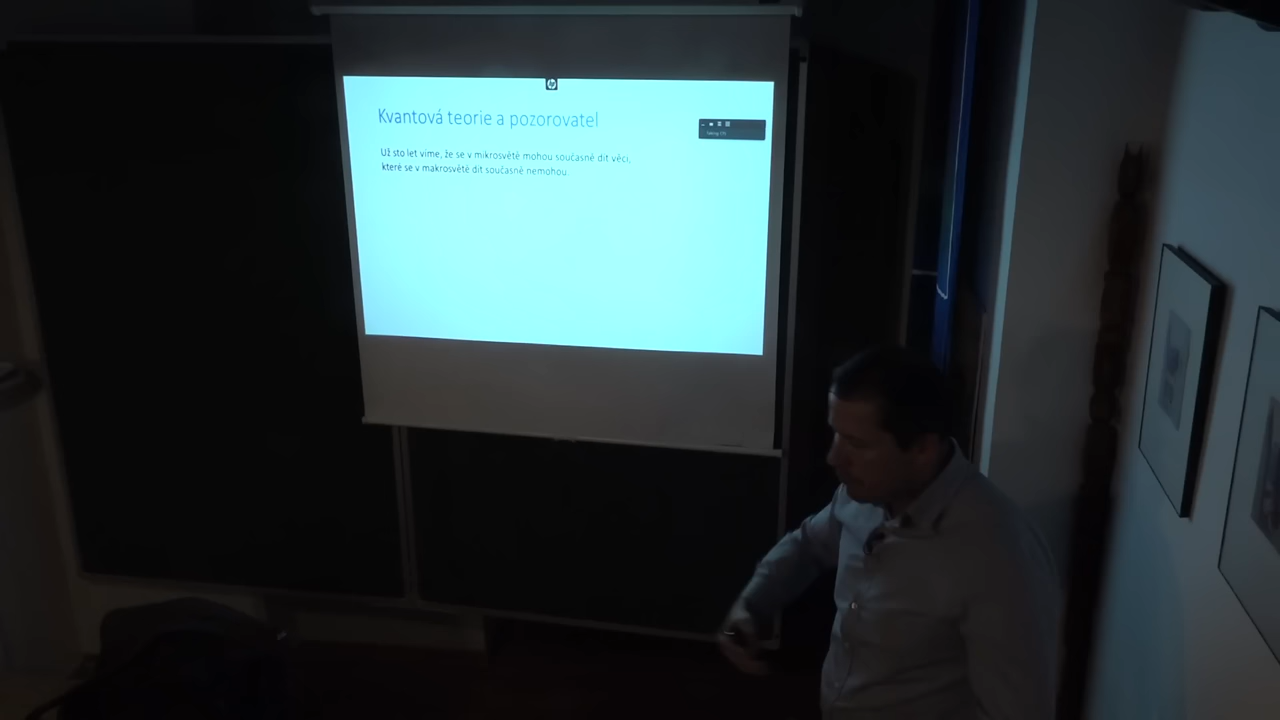 Kvantová teorie a pozorovatel
Už sto let víme, že se v mikrosvětě mohou současně dít věci,
které se v makrosvětě dít současně nemohou.